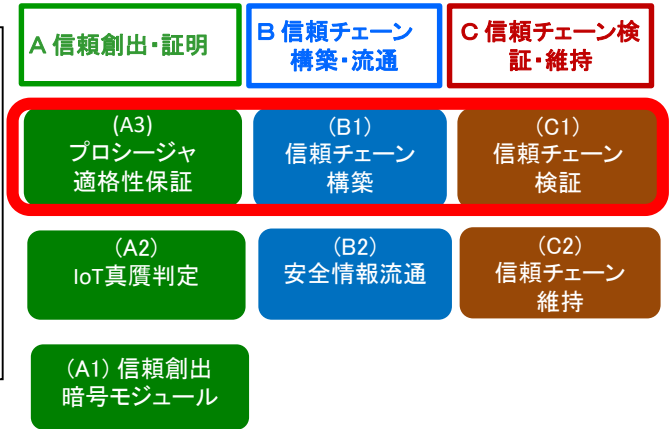 A 信頼創出・証明
B 信頼チェーン
構築・流通
C 信頼チェーン検
証・維持
(A3)
プロシージャ
適格性保証
(B1)
信頼チェーン
構築
(C1)
信頼チェーン
検証
(A2)
IoT真贋判定
(B2)
安全情報流通
(C2)
信頼チェーン
維持
(A1) 信頼創出
暗号モジュール